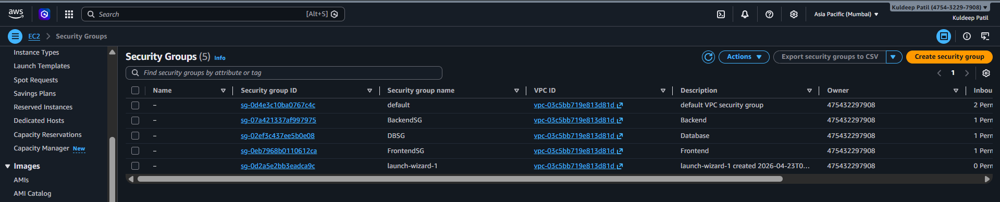 aws
Search [Alt+S]
Asia Pacific (Mumbai)
Kuldeep Patil (4754-3229-7908)
Kuldeep Patil
EC2 Security Groups
Instance Types
Launch Templates
Spot Requests
Savings Plans
Reserved Instances
Dedicated Hosts
Capacity Reservations
Capacity Manager New
Images
AMIs
AMI Catalog
Security Groups (5) Info
Actions
Export security groups to CSV
Create security group
Find security groups by attribute or tag
1
Name Security group ID Security group name VPC ID Description Owner Inbou
– sg-0d4e3c10ba0767c4c default vpc-03c5bb719e813d81d default VPC security group 475432297908 2 Perm
– sg-07a421337af997975 BackendSG vpc-03c5bb719e813d81d Backend 475432297908 1 Perm
– sg-02ef3c437ee5b0e08 DBSG vpc-03c5bb719e813d81d Database 475432297908 1 Perm
– sg-0eb7968b0110612ca FrontendSG vpc-03c5bb719e813d81d Frontend 475432297908 1 Perm
– sg-0d2a5e2bb3eadca9c launch-wizard-1 vpc-03c5bb719e813d81d launch-wizard-1 created 2026-04-23T0... 475432297908 0 Perm